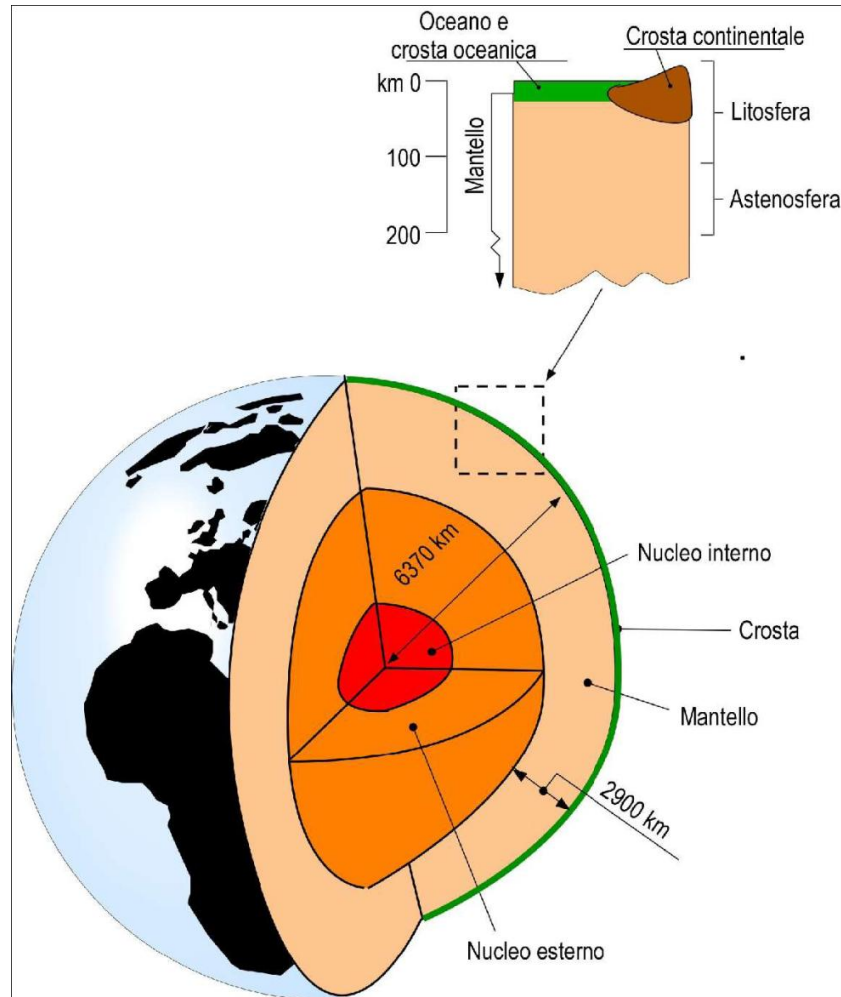 Oceano e
crosta oceanica
Crosta continentale
km 0
100
200
Mantello
Litosfera
Astenosfera
6370 km
Nucleo interno
Crosta
Mantello
2900 km
Nucleo esterno